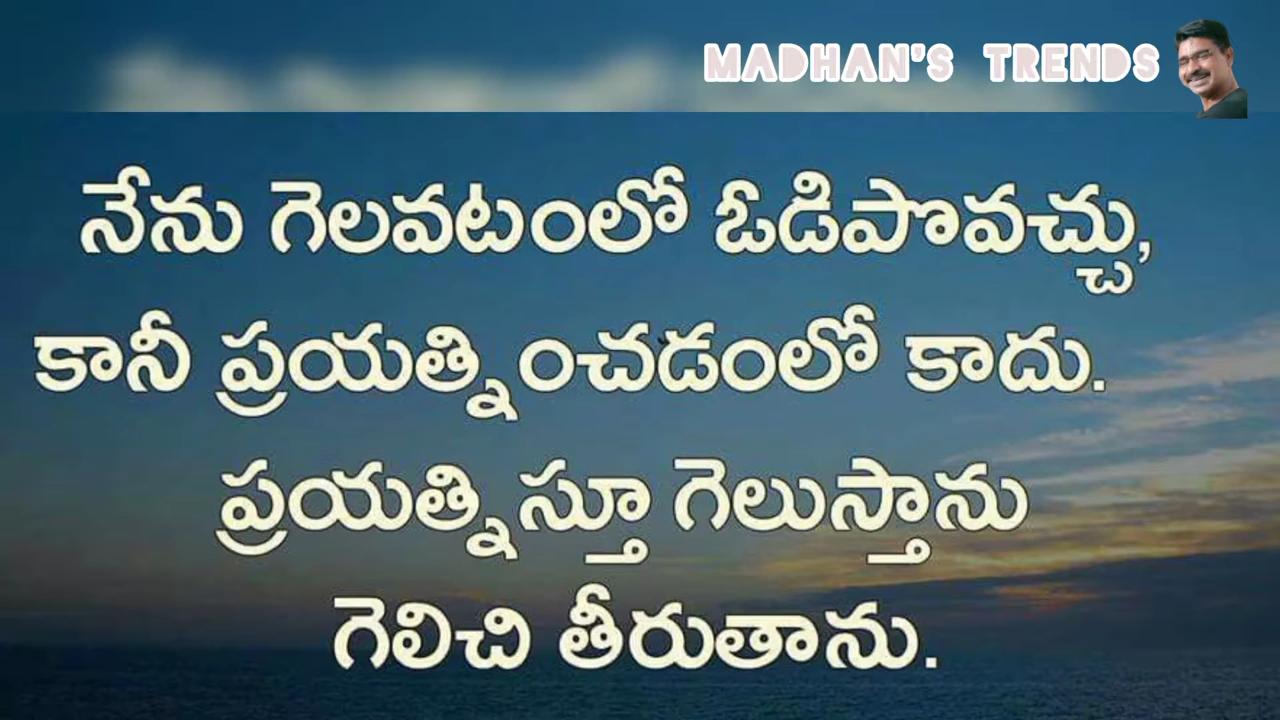 MADHAN'S TRENDS
నేను గెలవటంలో ఓడిపొవచ్చు,
కానీ ప్రయత్నించడంలో కాదు.
ప్రయత్నిస్తూ గెలుస్తాను
గెలిచి తీరుతాను.